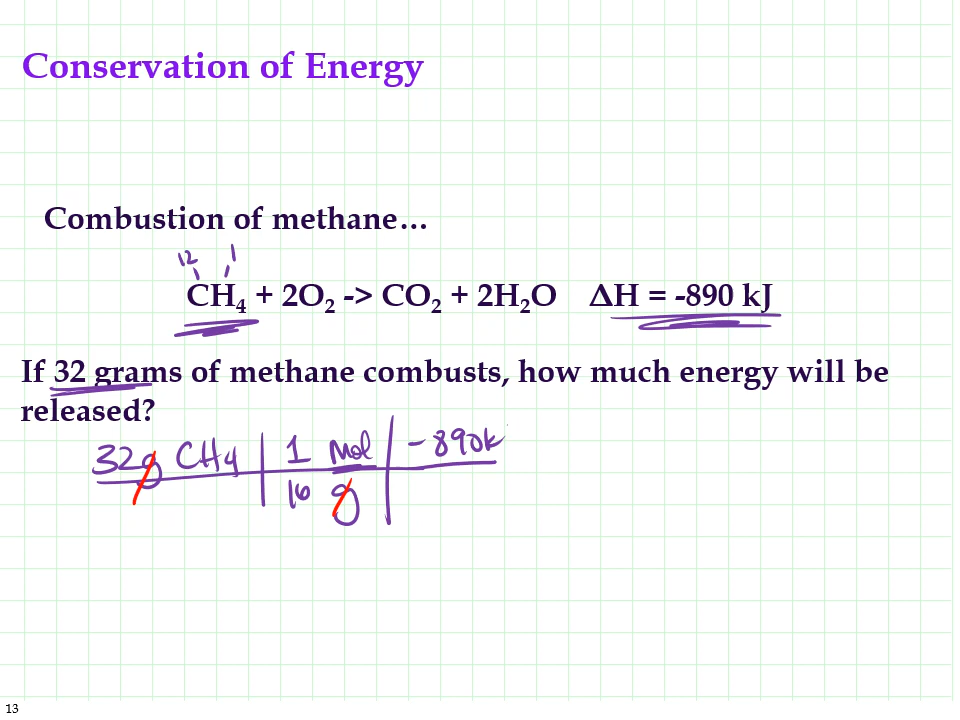 Conservation of Energy
Combustion of methane…
12 1
CH₄ + 2O₂ -> CO₂ + 2H₂O ΔH = -890 kJ
If 32 grams of methane combusts, how much energy will be
released?
32g CH4 1 mol -890k
16 g
13